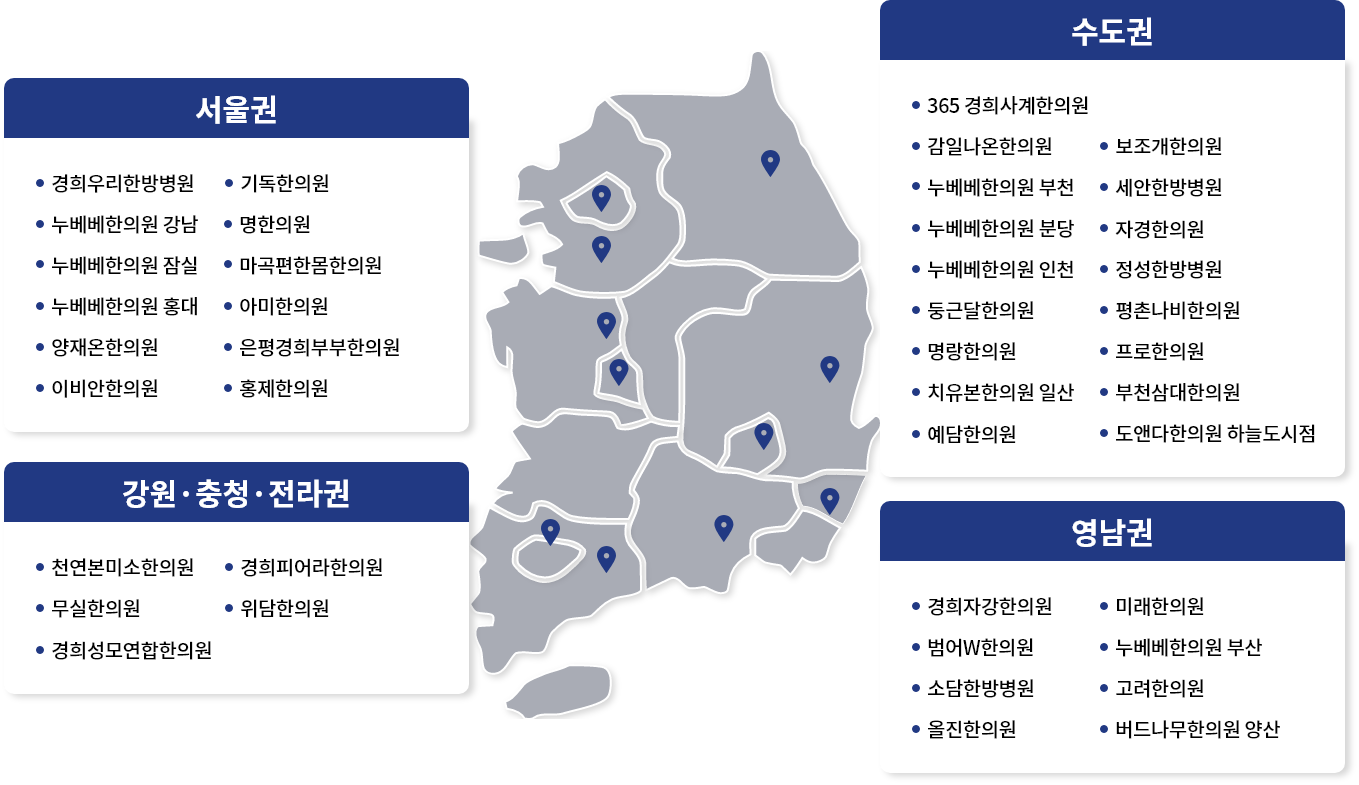 서울권
경희우리한방병원
기독한의원
누베베한의원 강남
명한의원
누베베한의원 잠실
마곡편한몸한의원
누베베한의원 홍대
아미한의원
양재온한의원
은평경희부부한의원
이비안한의원
홍제한의원
강원·충청·전라권
천연본미소한의원
경희피어라한의원
무실한의원
위담한의원
경희성모연합한의원
수도권
365 경희사계한의원
감일나온한의원
보조개한의원
누베베한의원 부천
세안한방병원
누베베한의원 분당
자경한의원
누베베한의원 인천
정성한방병원
둥근달한의원
평촌나비한의원
명랑한의원
프로한의원
치유본한의원 일산
부천삼대한의원
예담한의원
도앤다한의원 하늘도시점
영남권
경희자강한의원
미래한의원
범어W한의원
누베베한의원 부산
소담한방병원
고려한의원
올진한의원
버드나무한의원 양산